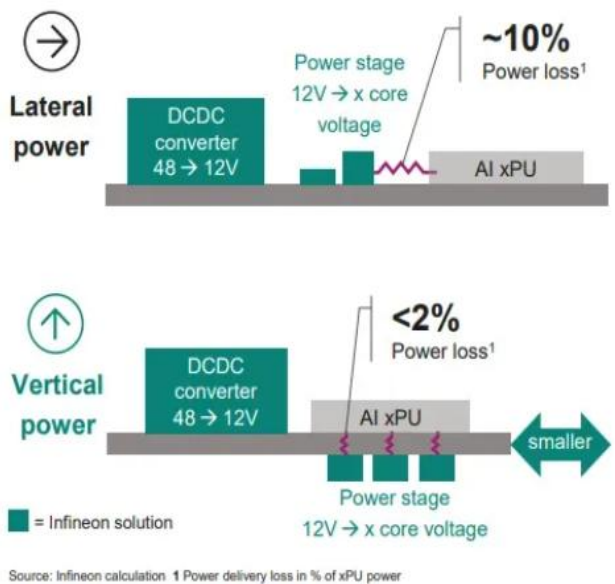 Lateral
power
DCDC
converter
48 → 12V
Power stage
12V → x core
voltage
~10%
Power loss¹
AI xPU
Vertical
power
DCDC
converter
48 → 12V
<2%
Power loss¹
AI xPU
smaller
Power stage
12V → x core voltage
= Infineon solution
Source: Infineon calculation 1 Power delivery loss in % of xPU power